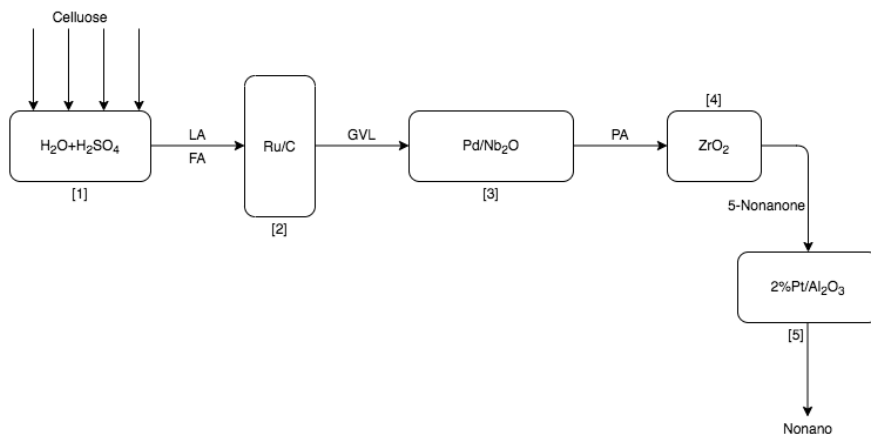 Celluose
H₂O+H₂SO₄
[1]
LA
FA
Ru/C
[2]
GVL
Pd/Nb₂O
[3]
PA
[4]
ZrO₂
5-Nonanone
2%Pt/Al₂O₃
[5]
Nonano